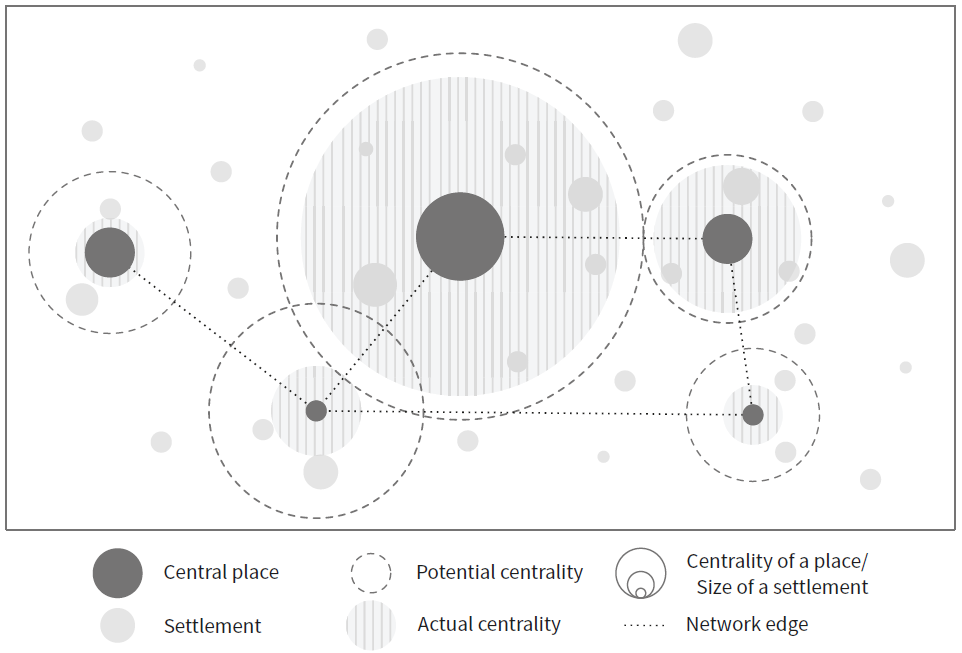 Central place
Potential centrality
Centrality of a place/
Size of a settlement
Settlement
Actual centrality
Network edge